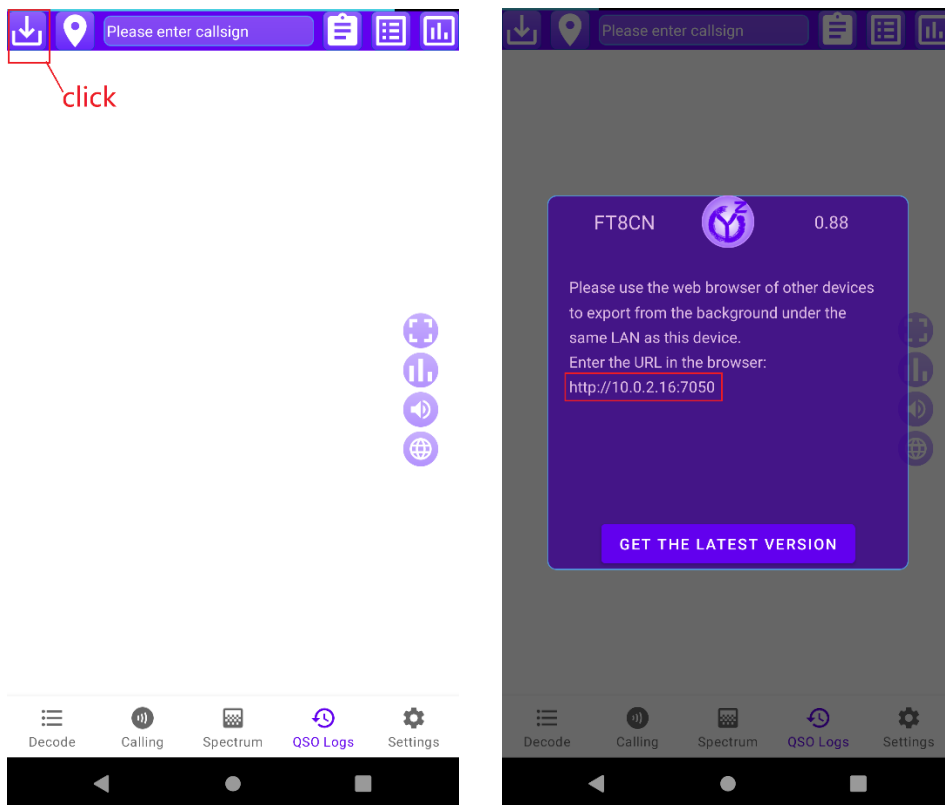 Please enter callsign
click
Decode
Calling
Spectrum
QSO Logs
Settings
Please enter callsign
FT8CN
0.88
Please use the web browser of other devices
to export from the background under the
same LAN as this device.
Enter the URL in the browser:
http://10.0.2.16:7050
GET THE LATEST VERSION
Decode
Calling
Spectrum
QSO Logs
Settings